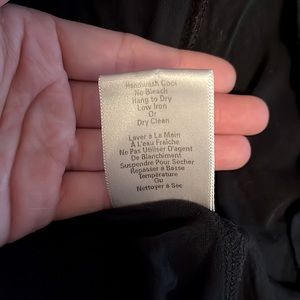 Handwash Cool
No Bleach
Hang to Dry
Low Iron
Or
Dry Clean
Laver à La Main
À L'eau Fraîche
Ne Pas Utiliser D'agent
De Blanchiment
Suspendre Pour Secher
Repasser à Basse
Température
Ou
Nettoyer à Sec